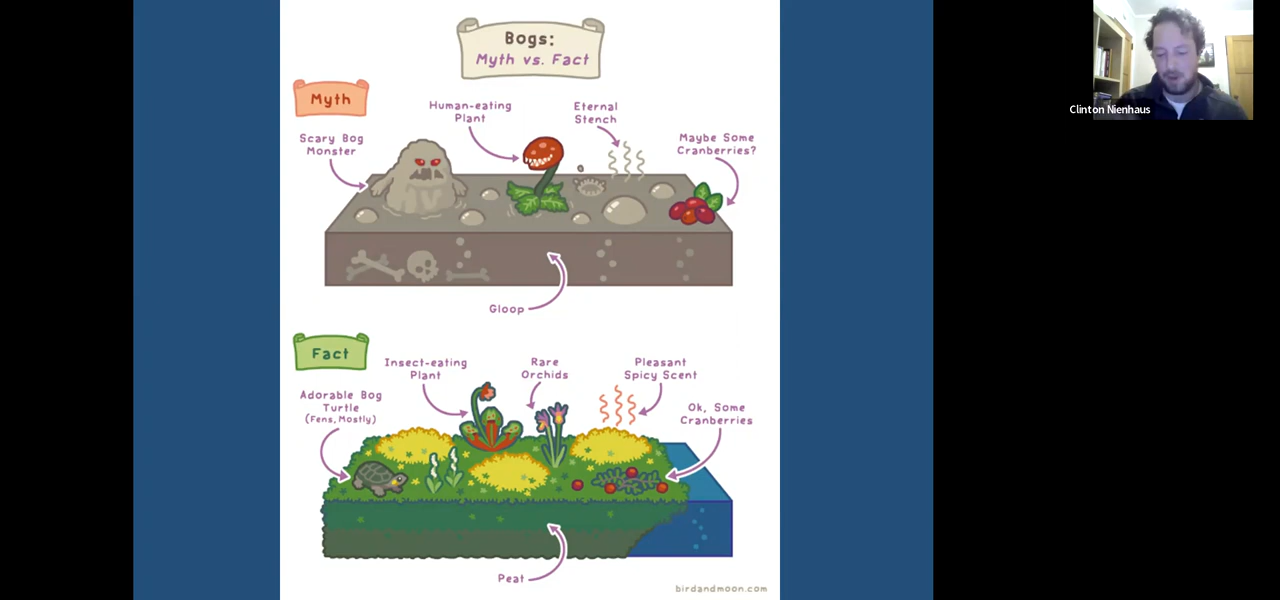 Bogs:
Myth vs. Fact
Myth
Scary Bog
Monster
Human-eating
Plant
Eternal
Stench
Maybe Some
Cranberries?
Gloop
Fact
Adorable Bog
Turtle
(Fens, Mostly)
Insect-eating
Plant
Rare
Orchids
Pleasant
Spicy Scent
Ok, Some
Cranberries
Peat
birdandmoon.com
Clinton Nienhaus